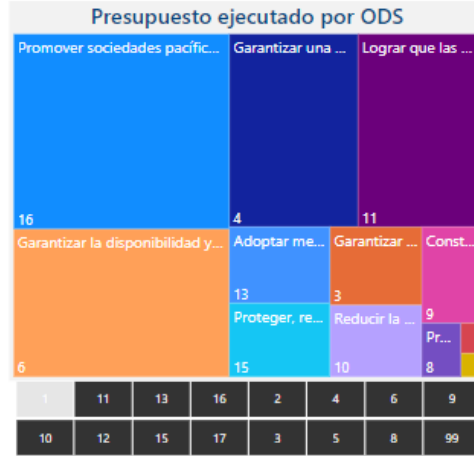 Presupuesto ejecutado por ODS
Promover sociedades pacífic...
16
Garantizar una ...
4
Lograr que las ...
11
Garantizar la disponibilidad y...
6
Adoptar me...
13
Garantizar ...
3
Const...
9
Proteger, re...
15
Reducir la ...
10
Pr...
8
1 11 13 16 2 4 6 9
10 12 15 17 3 5 8 99